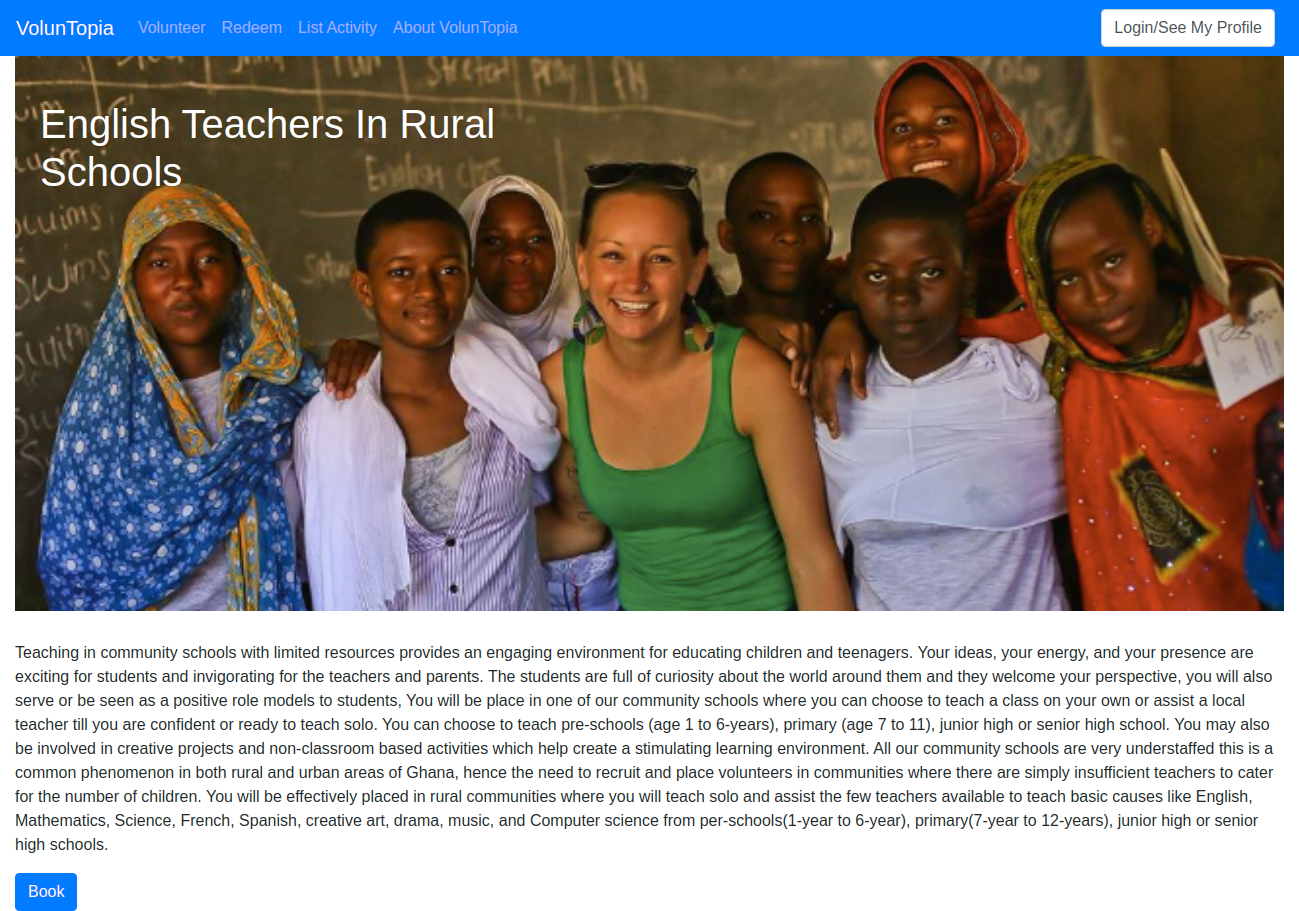 VolunTopia Volunteer Redeem List Activity About VolunTopia Login/See My Profile
English Teachers In Rural
Schools
English
Swims
Teaching in community schools with limited resources provides an engaging environment for educating children and teenagers. Your ideas, your energy, and your presence are
exciting for students and invigorating for the teachers and parents. The students are full of curiosity about the world around them and they welcome your perspective, you will also
serve or be seen as a positive role models to students, You will be place in one of our community schools where you can choose to teach a class on your own or assist a local
teacher till you are confident or ready to teach solo. You can choose to teach pre-schools (age 1 to 6-years), primary (age 7 to 11), junior high or senior high school. You may also
be involved in creative projects and non-classroom based activities which help create a stimulating learning environment. All our community schools are very understaffed this is a
common phenomenon in both rural and urban areas of Ghana, hence the need to recruit and place volunteers in communities where there are simply insufficient teachers to cater
for the number of children. You will be effectively placed in rural communities where you will teach solo and assist the few teachers available to teach basic causes like English,
Mathematics, Science, French, Spanish, creative art, drama, music, and Computer science from per-schools(1-year to 6-year), primary(7-year to 12-years), junior high or senior
high schools.
Book